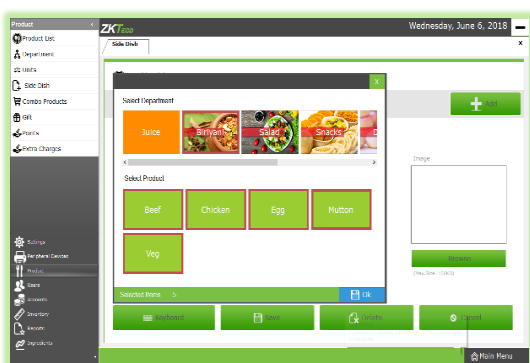 Product <
ZKTeco
Wednesday, June 6, 2018
Product List
Side Dish
x
Department
Units
Side Dish
x
Combo Products
Select Department
Gift
Add
Points
Juice
Biriyani
Salad
Snacks
D
Extra Charges
< >
Image
Select Product
Beef
Chicken
Egg
Mutton
Veg
Settings
Peripheral Devices
Browse
Product
Users
Selected Items 5
Ok
Accounts
Inventory
Keyboard
Save
Delete
Cancel
Reports
Ingredients
Main Menu